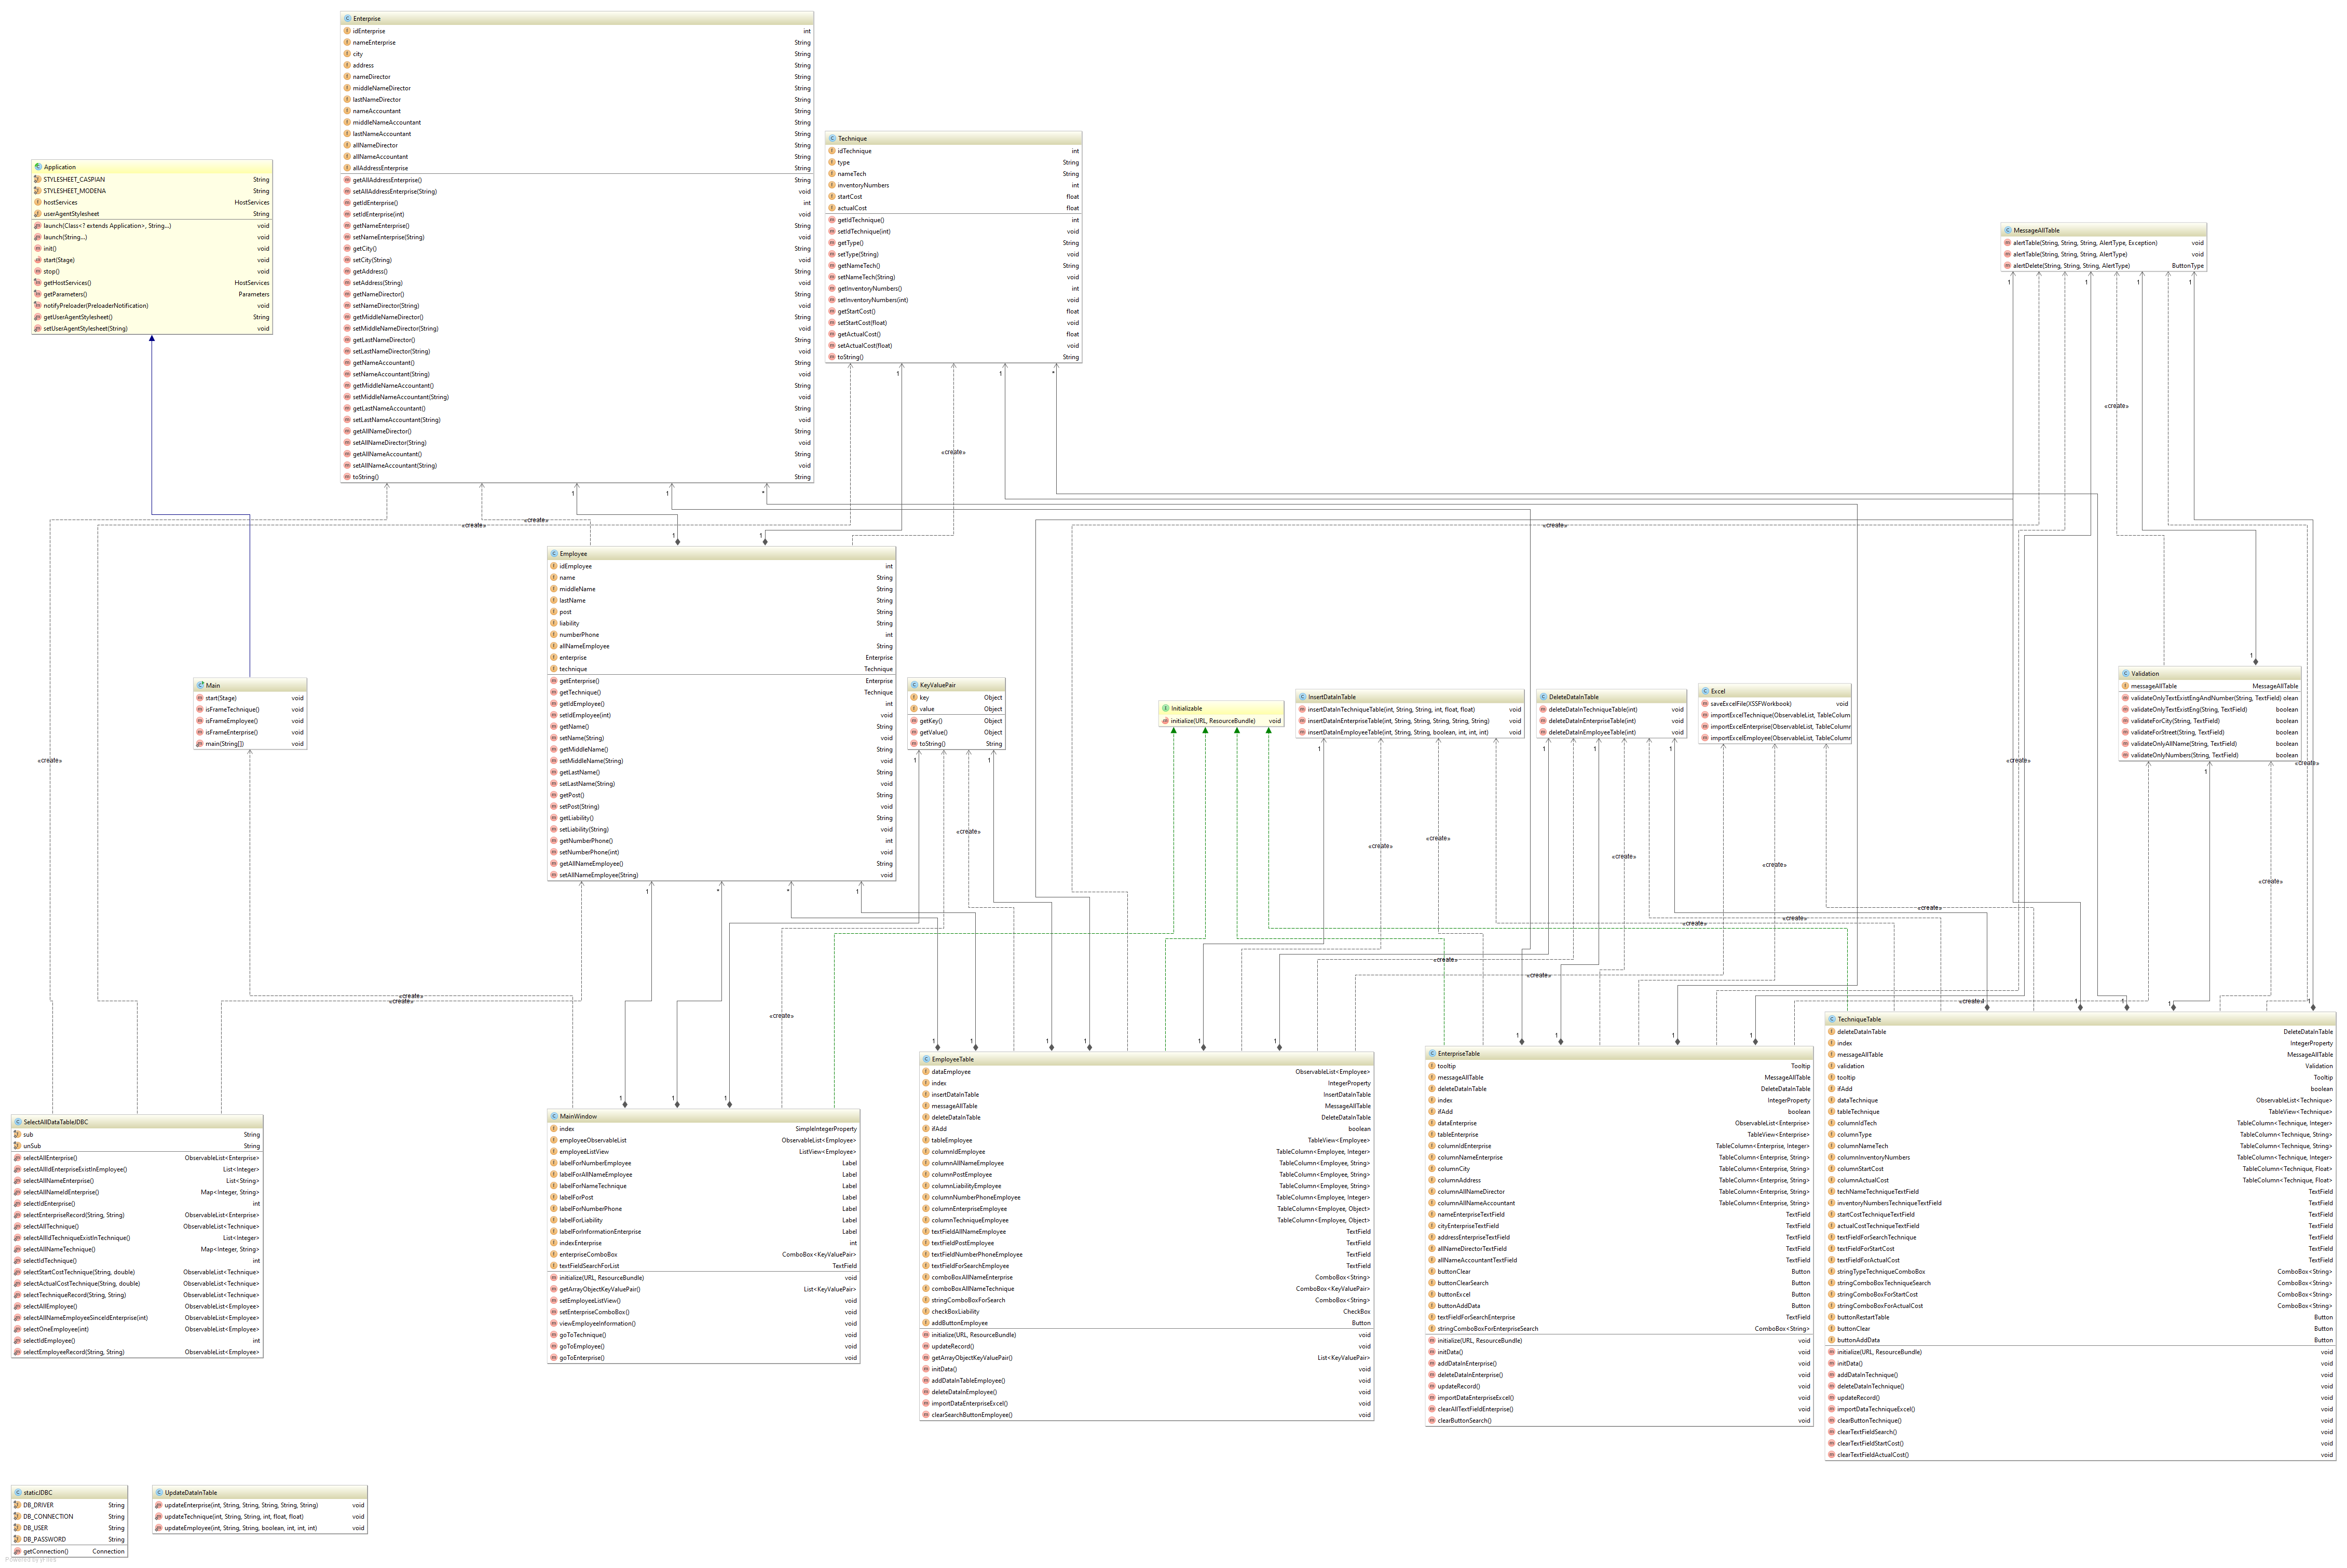 Enterprise
idEnterprise int
nameEnterprise String
city String
address String
nameDirector String
middleNameDirector String
lastNameDirector String
nameAccountant String
middleNameAccountant String
lastNameAccountant String
allNameDirector String
allNameAccountant String
allAddressEnterprise String
getAllAddressEnterprise() String
setAllAddressEnterprise(String) void
getIdEnterprise() int
setIdEnterprise(int) void
getNameEnterprise() String
setNameEnterprise(String) void
getCity() String
setCity(String) void
getAddress() String
setAddress(String) void
getNameDirector() String
setNameDirector(String) void
getMiddleNameDirector() String
setMiddleNameDirector(String) void
getLastNameDirector() String
setLastNameDirector(String) void
getNameAccountant() String
setNameAccountant(String) void
getMiddleNameAccountant() String
setMiddleNameAccountant(String) void
getLastNameAccountant() String
setLastNameAccountant(String) void
getAllNameDirector() String
setAllNameDirector(String) void
getAllNameAccountant() String
setAllNameAccountant(String) void
toString() String
Technique
idTechnique int
type String
nameTech String
inventoryNumbers int
startCost float
actualCost float
getIdTechnique() int
setIdTechnique(int) void
getType() String
setType(String) void
getNameTech() String
setNameTech(String) void
getInventoryNumbers() int
setInventoryNumbers(int) void
getStartCost() float
setStartCost(float) void
getActualCost() float
setActualCost(float) void
toString() String
Application
STYLESHEET_CASPIAN String
STYLESHEET_MODENA String
hostServices HostServices
userAgentStylesheet String
launch(Class<? extends Application>, String...) void
launch(String...) void
init() void
start(Stage) void
stop() void
getHostServices() HostServices
getParameters() Parameters
notifyPreloader(PreloaderNotification) void
getUserAgentStylesheet() String
setUserAgentStylesheet(String) void
MessageAllTable
alertTable(String, String, String, AlertType, Exception) void
alertTable(String, String, String, AlertType) void
alertDelete(String, String, String, AlertType) ButtonType
1
1
*
1 1 1 1
«create»
«create»
1
1
*
«create»
«create»
«create»
1
1
Employee
idEmployee int
name String
middleName String
lastName String
post String
liability String
numberPhone int
allNameEmployee String
enterprise Enterprise
technique Technique
getEnterprise() Enterprise
getTechnique() Technique
getIdEmployee() int
setIdEmployee(int) void
getName() String
setName(String) void
getMiddleName() String
setMiddleName(String) void
getLastName() String
setLastName(String) void
getPost() String
setPost(String) void
getLiability() String
setLiability(String) void
getNumberPhone() int
setNumberPhone(int) void
getAllNameEmployee() String
setAllNameEmployee(String) void
Main
start(Stage) void
isFrameTechnique() void
isFrameEmployee() void
isFrameEnterprise() void
main(String[]) void
KeyValuePair
key Object
value Object
getKey() Object
getValue() Object
toString() String
Initializable
initialize(URL, ResourceBundle) void
InsertDataInTable
insertDataInTechniqueTable(int, String, String, int, float, float) void
insertDataInEnterpriseTable(int, String, String, String, String, String) void
insertDataInEmployeeTable(int, String, String, boolean, int, int, int) void
DeleteDataInTable
deleteDataInTechniqueTable(int) void
deleteDataInEnterpriseTable(int) void
deleteDataInEmployeeTable(int) void
Excel
saveExcelFile(XSSFWorkbook) void
importExcelTechnique(ObservableList, TableColum
importExcelEnterprise(ObservableList, TableColumr
importExcelEmployee(ObservableList, TableColumr
1
Validation
messageAllTable MessageAllTable
validateOnlyTextExistEngAndNumber(String, TextField) olean
validateOnlyTextExistEng(String, TextField) boolean
validateForCity(String, TextField) boolean
validateForStreet(String, TextField) boolean
validateOnlyAllName(String, TextField) boolean
validateOnlyNumbers(String, TextField) boolean
«create»
1
1
1
1
1
1
«create»
«create»
1
«create»
«create»
«create»
«create»
«create»
«create»
1
*
*
1
«create»
«create»
«create»
«create»
«create»
«create»
«create»
«create»
«create»
«create»
SelectAllDataTableJDBC
sub String
unSub String
selectAllEnterprise() ObservableList<Enterprise>
selectAllIdEnterpriseExistInEmployee() List<Integer>
selectAllNameEnterprise() List<String>
selectAllNameIdEnterprise() Map<Integer, String>
selectIdEnterprise() int
selectEnterpriseRecord(String, String) ObservableList<Enterprise>
selectAllTechnique() ObservableList<Technique>
selectAllIdTechniqueExistInTechnique() List<Integer>
selectAllNameTechnique() Map<Integer, String>
selectIdTechnique() int
selectStartCostTechnique(String, double) ObservableList<Technique>
selectActualCostTechnique(String, double) ObservableList<Technique>
selectTechniqueRecord(String, String) ObservableList<Technique>
selectAllEmployee() ObservableList<Employee>
selectAllNameEmployeeSinceIdEnterprise(int) ObservableList<Employee>
selectOneEmployee(int) ObservableList<Employee>
selectIdEmployee() int
selectEmployeeRecord(String, String) ObservableList<Employee>
1 1 1
MainWindow
index SimpleIntegerProperty
employeeObservableList ObservableList<Employee>
employeeListView ListView<Employee>
labelForNumberEmployee Label
labelForAllNameEmployee Label
labelForNameTechnique Label
labelForPost Label
labelForNumberPhone Label
labelForLiability Label
labelForInformationEnterprise Label
indexEnterprise int
enterpriseComboBox ComboBox<KeyValuePair>
textFieldSearchForList TextField
initialize(URL, ResourceBundle) void
getArrayObjectKeyValuePair() List<KeyValuePair>
setEmployeeListView() void
setEnterpriseComboBox() void
viewEmployeeInformation() void
goToTechnique() void
goToEmployee() void
goToEnterprise() void
1 1 1 1 1 1
EmployeeTable
dataEmployee ObservableList<Employee>
index IntegerProperty
insertDataInTable InsertDataInTable
messageAllTable MessageAllTable
deleteDataInTable DeleteDataInTable
ifAdd boolean
tableEmployee TableView<Employee>
columnIdEmployee TableColumn<Employee, Integer>
columnAllNameEmployee TableColumn<Employee, String>
columnPostEmployee TableColumn<Employee, String>
columnLiabilityEmployee TableColumn<Employee, String>
columnNumberPhoneEmployee TableColumn<Employee, Integer>
columnEnterpriseEmployee TableColumn<Employee, Object>
columnTechniqueEmployee TableColumn<Employee, Object>
textFieldAllNameEmployee TextField
textFieldPostEmployee TextField
textFieldNumberPhoneEmployee TextField
textFieldForSearchEmployee TextField
comboBoxAllNameEnterprise ComboBox<String>
comboBoxAllNameTechnique ComboBox<KeyValuePair>
stringComboBoxForSearch ComboBox<String>
checkBoxLiability CheckBox
addButtonEmployee Button
initialize(URL, ResourceBundle) void
updateRecord() void
getArrayObjectKeyValuePair() List<KeyValuePair>
initData() void
addDataInTableEmployee() void
deleteDataInEmployee() void
importDataEnterpriseExcel() void
clearSearchButtonEmployee() void
1 1 1 1
EnterpriseTable
tooltip Tooltip
messageAllTable MessageAllTable
deleteDataInTable DeleteDataInTable
index IntegerProperty
ifAdd boolean
dataEnterprise ObservableList<Enterprise>
tableEnterprise TableView<Enterprise>
columnIdEnterprise TableColumn<Enterprise, Integer>
columnNameEnterprise TableColumn<Enterprise, String>
columnCity TableColumn<Enterprise, String>
columnAddress TableColumn<Enterprise, String>
columnAllNameDirector TableColumn<Enterprise, String>
columnAllNameAccountant TableColumn<Enterprise, String>
nameEnterpriseTextField TextField
cityEnterpriseTextField TextField
addressEnterpriseTextField TextField
allNameDirectorTextField TextField
allNameAccountantTextField TextField
buttonClear Button
buttonClearSearch Button
buttonExcel Button
buttonAddData Button
textFieldForSearchEnterprise TextField
stringComboBoxForEnterpriseSearch ComboBox<String>
initialize(URL, ResourceBundle) void
initData() void
addDataInEnterprise() void
deleteDataInEnterprise() void
updateRecord() void
importDataEnterpriseExcel() void
clearAllTextFieldEnterprise() void
clearButtonSearch() void
1 1 1 1 1
TechniqueTable
deleteDataInTable DeleteDataInTable
index IntegerProperty
messageAllTable MessageAllTable
validation Validation
tooltip Tooltip
ifAdd boolean
dataTechnique ObservableList<Technique>
tableTechnique TableView<Technique>
columnIdTech TableColumn<Technique, Integer>
columnType TableColumn<Technique, String>
columnNameTech TableColumn<Technique, String>
columnInventoryNumbers TableColumn<Technique, Integer>
columnStartCost TableColumn<Technique, Float>
columnActualCost TableColumn<Technique, Float>
techNameTechniqueTextField TextField
inventoryNumbersTechniqueTextField TextField
startCostTechniqueTextField TextField
actualCostTechniqueTextField TextField
textFieldForSearchTechnique TextField
textFieldForStartCost TextField
textFieldForActualCost TextField
stringTypeTechniqueComboBox ComboBox<String>
stringComboBoxTechniqueSearch ComboBox<String>
stringComboBoxForStartCost ComboBox<String>
stringComboBoxForActualCost ComboBox<String>
buttonRestartTable Button
buttonClear Button
buttonAddData Button
initialize(URL, ResourceBundle) void
initData() void
addDataInTechnique() void
deleteDataInTechnique() void
updateRecord() void
importDataTechniqueExcel() void
clearButtonTechnique() void
clearTextFieldSearch() void
clearTextFieldStartCost() void
clearTextFieldActualCost() void
staticJDBC
DB_DRIVER String
DB_CONNECTION String
DB_USER String
DB_PASSWORD String
getConnection() Connection
UpdateDataInTable
updateEnterprise(int, String, String, String, String, String) void
updateTechnique(int, String, String, int, float, float) void
updateEmployee(int, String, String, boolean, int, int, int) void
Powered by yFiles